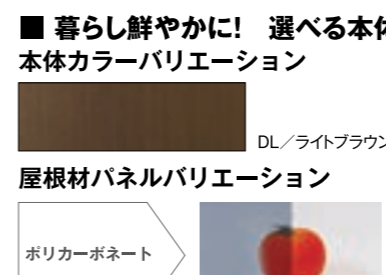 ■ 暮らし鮮やかに！ 選べる本体
本体カラーバリエーション
DL／ライトブラウン
屋根材パネルバリエーション
ポリカーボネート